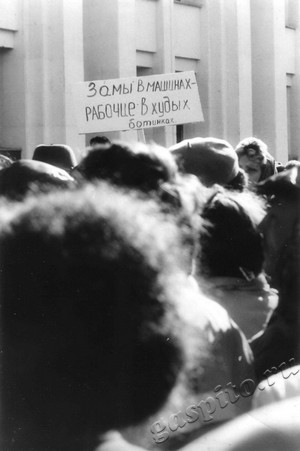 Замы в машинах-
рабочие в худых
ботинках
gaspito.ru